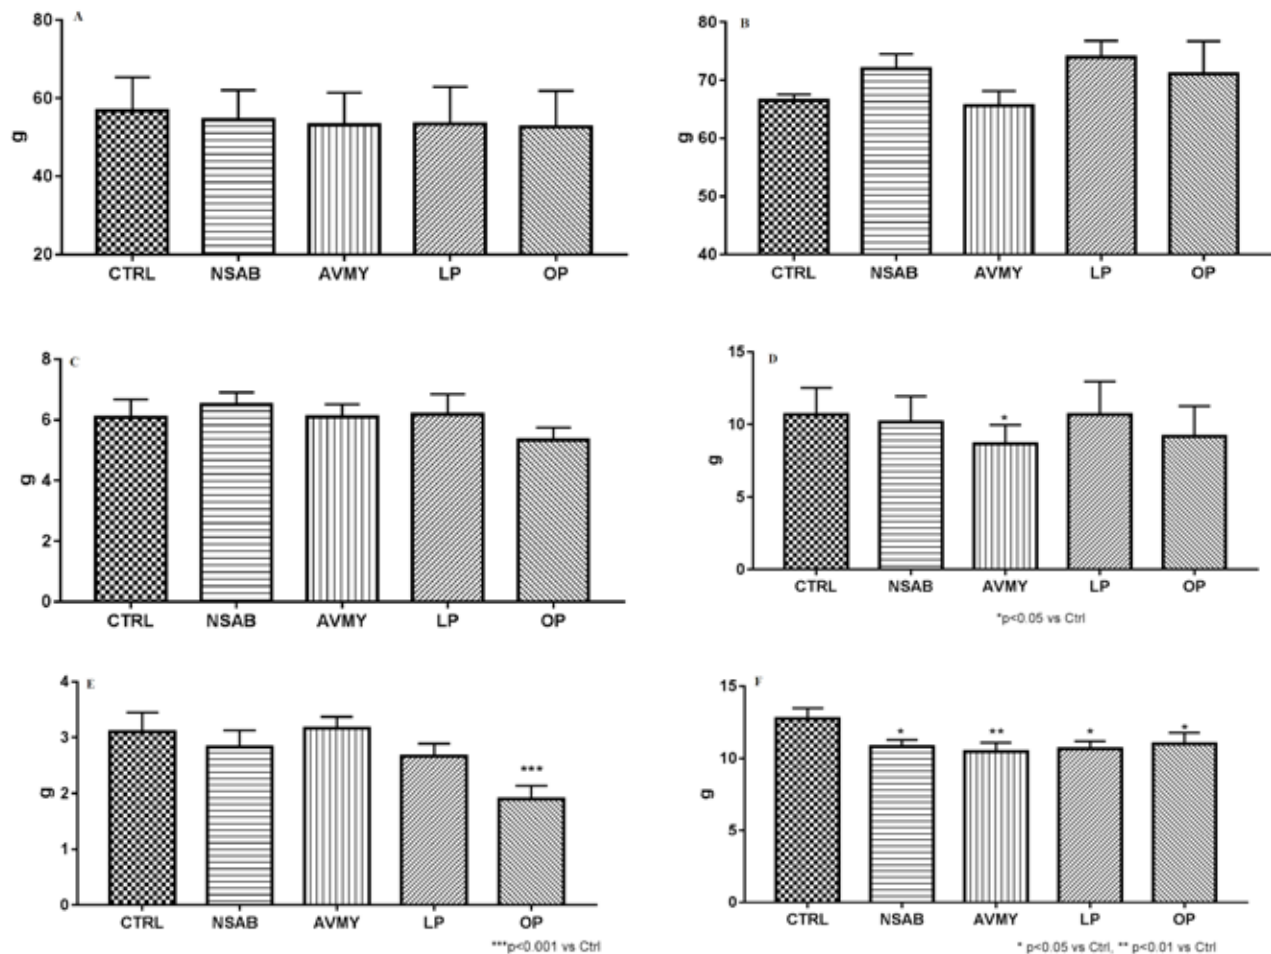 A
80
60
40
20
g
CTRL NSAB AVMY LP OP
B
80
70
60
50
40
g
CTRL NSAB AVMY LP OP
C
8
6
4
2
0
g
CTRL NSAB AVMY LP OP
D
15
10
5
0
g
*
CTRL NSAB AVMY LP OP
*p<0.05 vs Ctrl
E
4
3
2
1
0
g
***
CTRL NSAB AVMY LP OP
***p<0.001 vs Ctrl
F
15
10
5
0
g
* ** * *
CTRL NSAB AVMY LP OP
* p<0.05 vs Ctrl, ** p<0.01 vs Ctrl